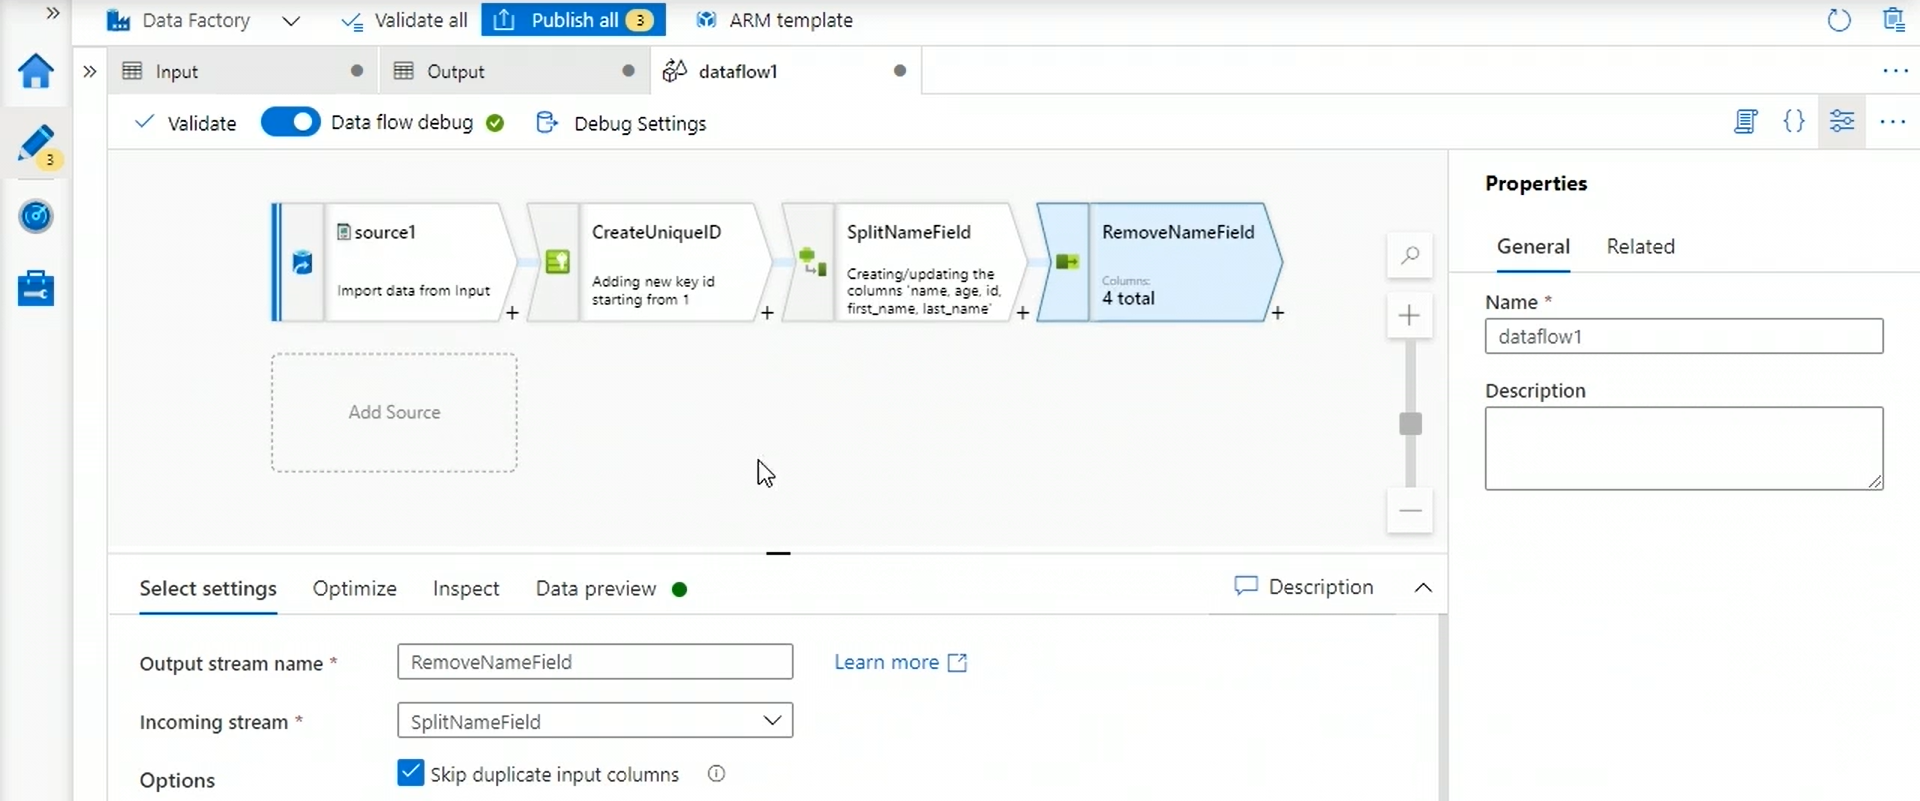 Data Factory
Validate all
Publish all 3
ARM template
Input
Output
dataflow1
3
Validate
Data flow debug
Debug Settings
{}
source1
Import data from Input
+
CreateUniqueID
Adding new key id
starting from 1
+
SplitNameField
Creating/updating the
columns 'name, age, id,
first_name, last_name'
+
RemoveNameField
Columns:
4 total
+
Add Source
Properties
General
Related
Name *
dataflow1
Description
Select settings
Optimize
Inspect
Data preview
Description
Output stream name *
RemoveNameField
Learn more
Incoming stream *
SplitNameField
Options
Skip duplicate input columns